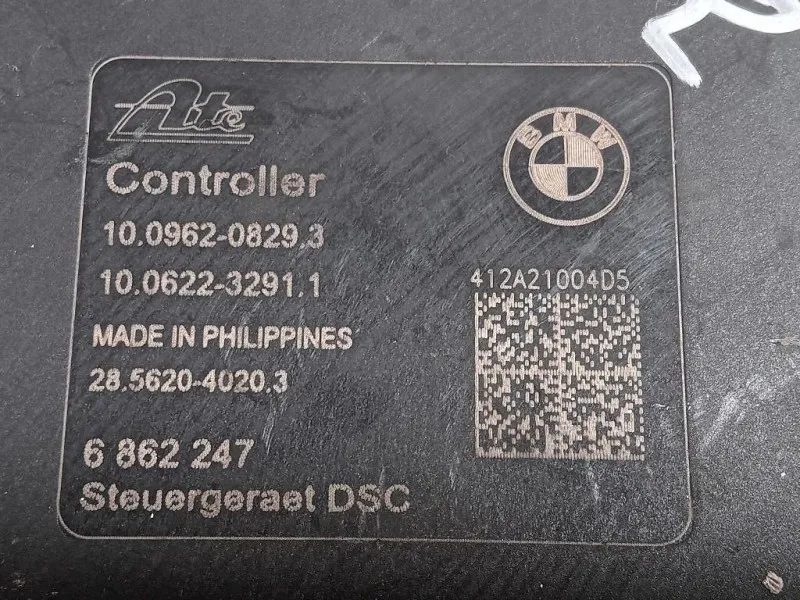 Ate
BMW
Controller
10.0962-0829.3
10.0622-3291.1
412A21004D5
MADE IN PHILIPPINES
28.5620-4020.3
6 862 247
Steuergeraet DSC